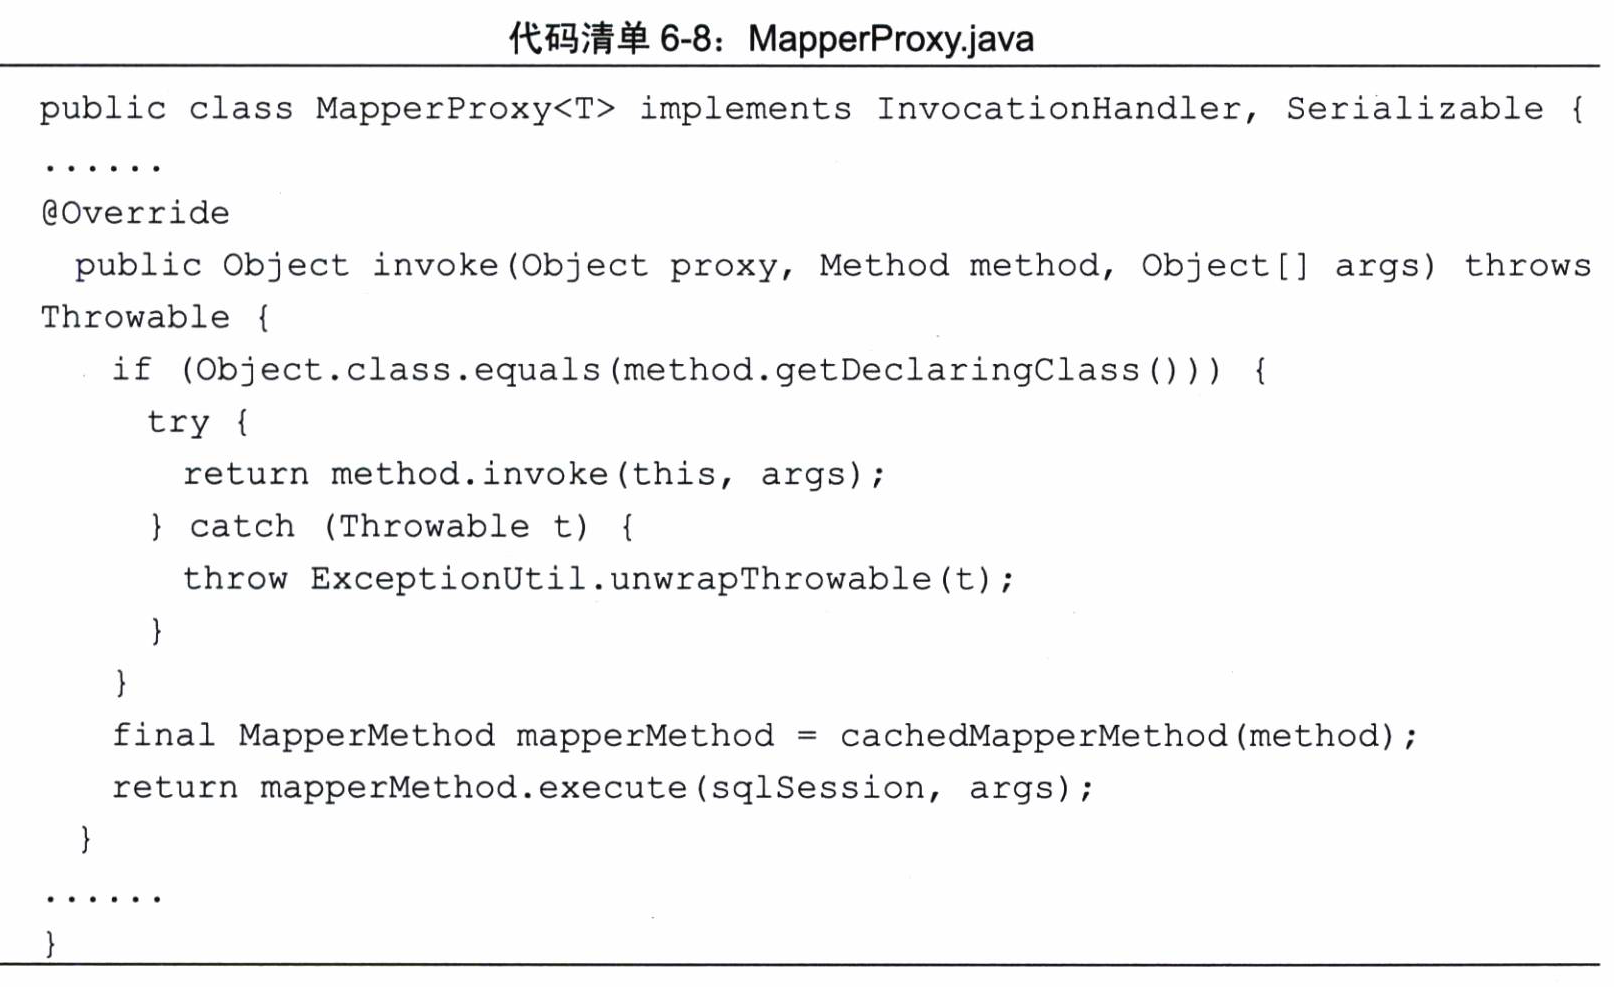 代码清单 6-8：MapperProxy.java
public class MapperProxy<T> implements InvocationHandler, Serializable {
......
@Override
  public Object invoke(Object proxy, Method method, Object[] args) throws
Throwable {
    if (Object.class.equals(method.getDeclaringClass())) {
      try {
        return method.invoke(this, args);
      } catch (Throwable t) {
        throw ExceptionUtil.unwrapThrowable(t);
      }
    }
    final MapperMethod mapperMethod = cachedMapperMethod(method);
    return mapperMethod.execute(sqlSession, args);
  }
......
}